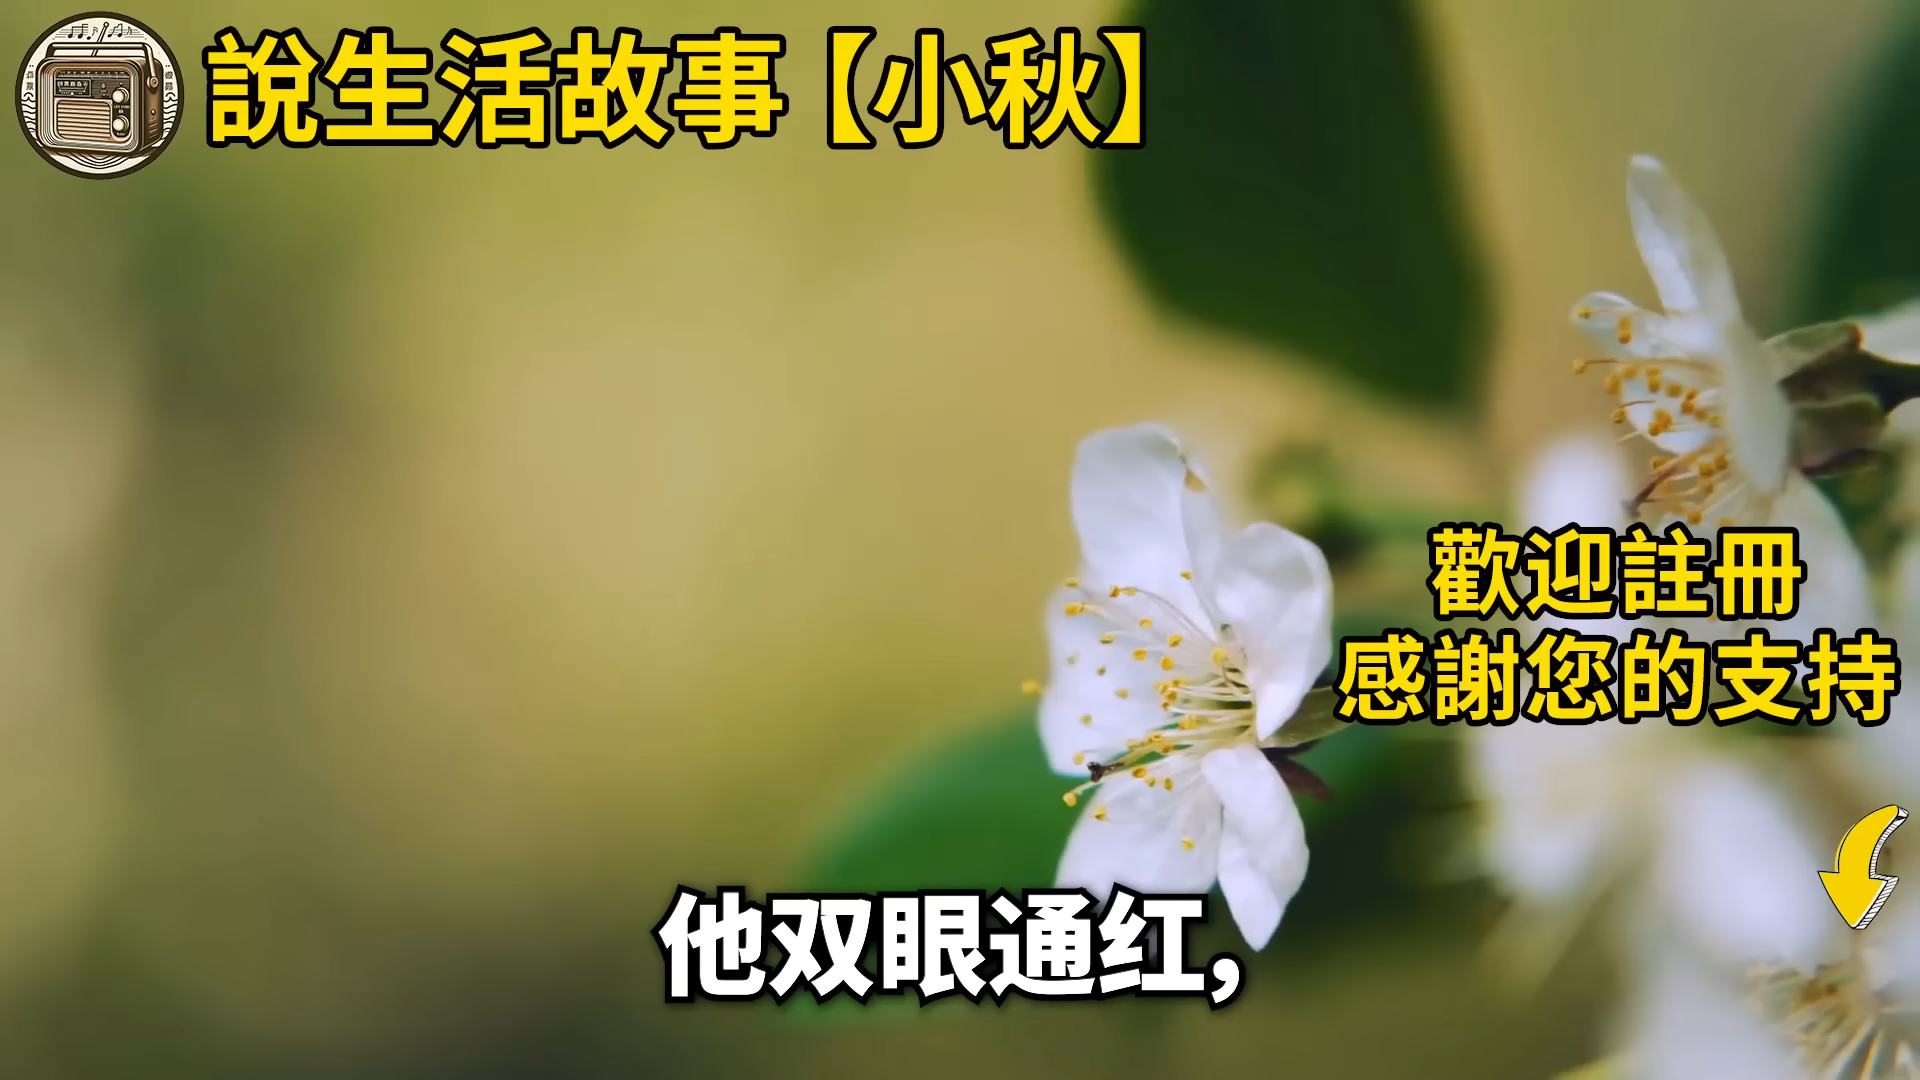 說生活故事【小秋】
歡迎註冊
感謝您的支持
他双眼通红,